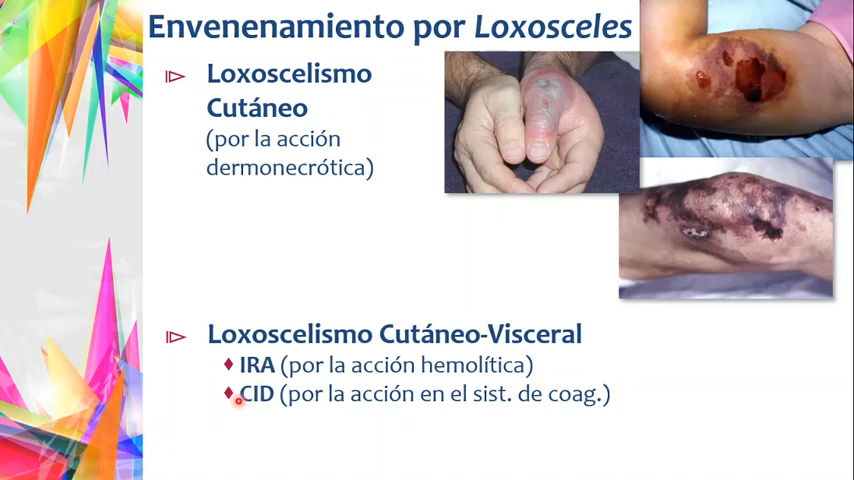 Envenenamiento por Loxosceles
Loxoscelismo
Cutáneo
(por la acción
dermonecrótica)
Loxoscelismo Cutáneo-Visceral
IRA (por la acción hemolítica)
CID (por la acción en el sist. de coag.)